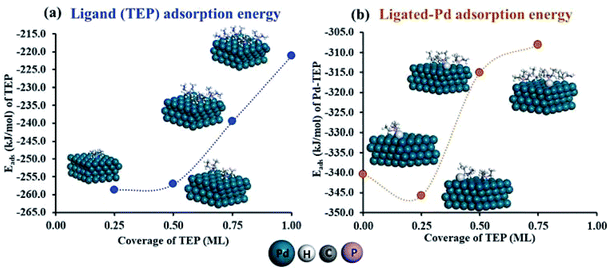 (a) Ligand (TEP) adsorption energy
-215.0
-220.0
-225.0
-230.0
-235.0
-240.0
-245.0
-250.0
-255.0
-260.0
-265.0
E_ads (kJ/mol) of TEP
0.00 0.25 0.50 0.75 1.00
Coverage of TEP (ML)
(b) Ligated-Pd adsorption energy
-305.0
-310.0
-315.0
-320.0
-325.0
-330.0
-335.0
-340.0
-345.0
-350.0
E_ads (kJ/mol) of Pd-TEP
0.00 0.25 0.50 0.75 1.00
Coverage of TEP (ML)
Pd H C P